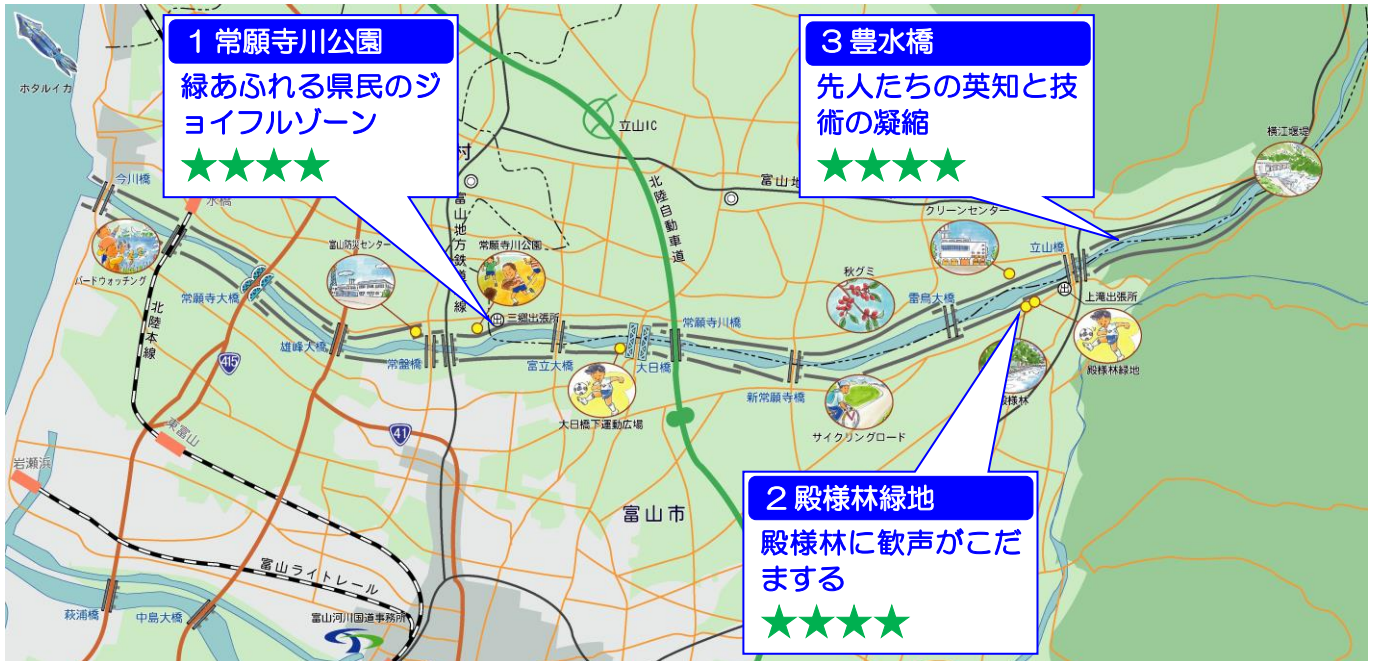 1 常願寺川公園
緑あふれる県民のジ
ョイフルゾーン
★★★★
3 豊水橋
先人たちの英知と技
術の凝縮
★★★★
2 殿様林緑地
殿様林に歓声がこだ
まする
★★★★
ホタルイカ
今川橋
水橋
バードウォッチング
北陸本線
常願寺大橋
富山防災センター
雄峰大橋
415
村
富山地方鉄道
線
常願寺川公園
三郷出張所
常盤橋
富立大橋
大日橋
大日橋下運動広場
常願寺川橋
立山IC
北陸自動車道
富山地
新常願寺橋
サイクリングロード
秋グミ
雷鳥大橋
クリーンセンター
立山橋
上滝出張所
殿様林緑地
様林
横江堰堤
41
東富山
岩瀬浜
富山市
富山ライトレール
萩浦橋
中島大橋
富山河川国道事務所